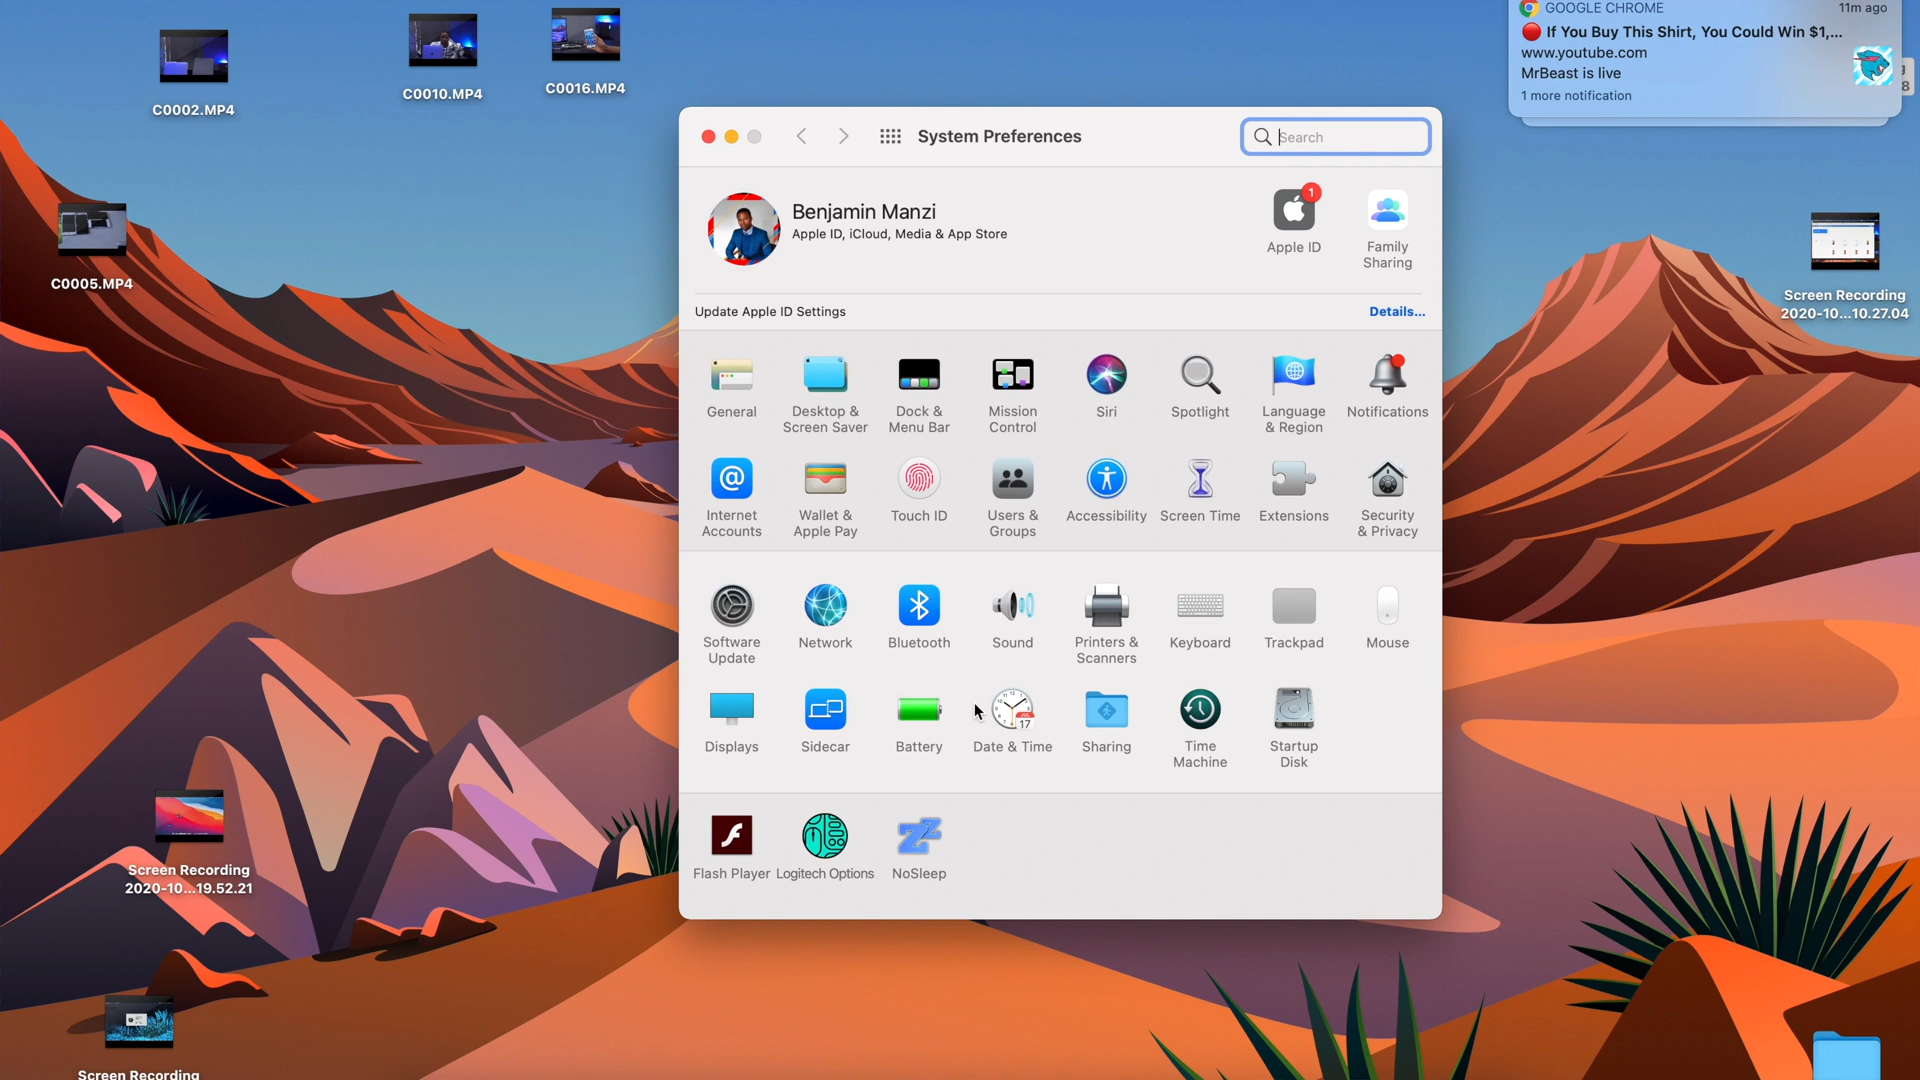 C0002.MP4
C0010.MP4
C0016.MP4
C0005.MP4
GOOGLE CHROME
11m ago
If You Buy This Shirt, You Could Win $1,...
www.youtube.com
MrBeast is live
1 more notification
8
System Preferences
Search
Benjamin Manzi
Apple ID, iCloud, Media & App Store
1
Apple ID
Family
Sharing
Update Apple ID Settings
Details...
General
Desktop &
Screen Saver
Dock &
Menu Bar
Mission
Control
Siri
Spotlight
Language
& Region
Notifications
Internet
Accounts
Wallet &
Apple Pay
Touch ID
Users &
Groups
Accessibility
Screen Time
Extensions
Security
& Privacy
Software
Update
Network
Bluetooth
Sound
Printers &
Scanners
Keyboard
Trackpad
Mouse
Displays
Sidecar
Battery
17
Date & Time
Sharing
Time
Machine
Startup
Disk
Flash Player
Logitech Options
NoSleep
Screen Recording
2020-10...10.27.04
Screen Recording
2020-10...19.52.21
Screen Recording